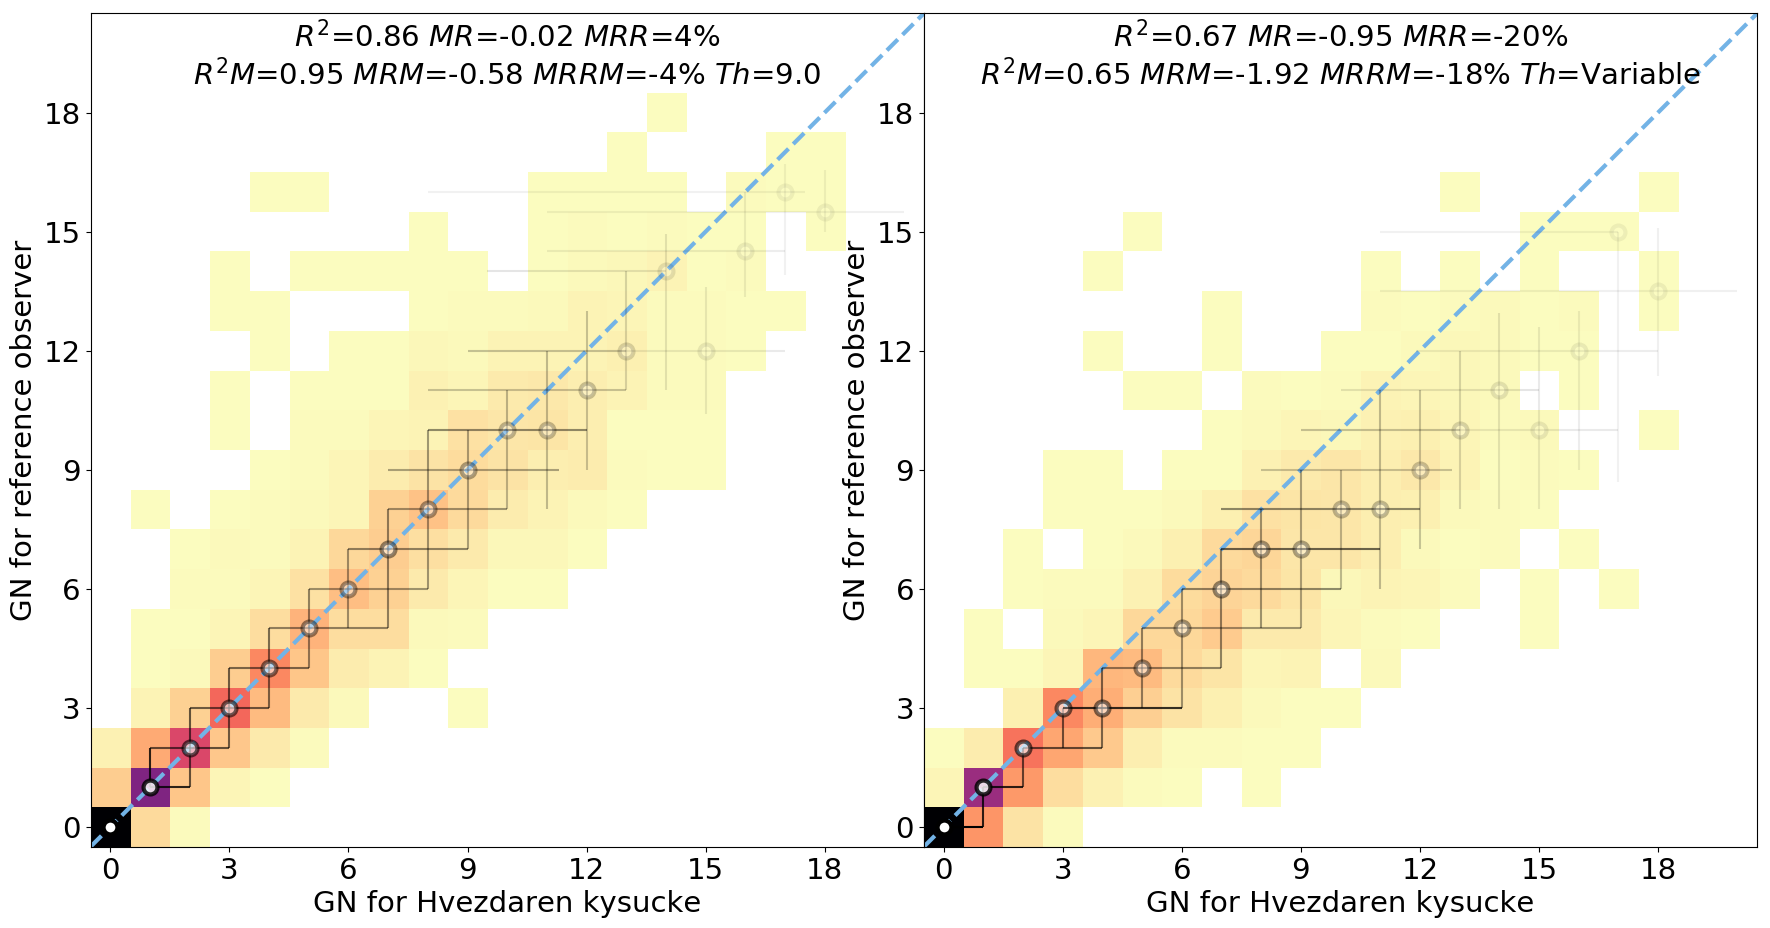 R²=0.86 MR=-0.02 MRR=4%
R²M=0.95 MRM=-0.58 MRRM=-4% Th=9.0
18
15
12
9
6
3
0
GN for reference observer
0 3 6 9 12 15 18
GN for Hvezdaren kysucke
R²=0.67 MR=-0.95 MRR=-20%
R²M=0.65 MRM=-1.92 MRRM=-18% Th=Variable
18
15
12
9
6
3
0
GN for reference observer
0 3 6 9 12 15 18
GN for Hvezdaren kysucke